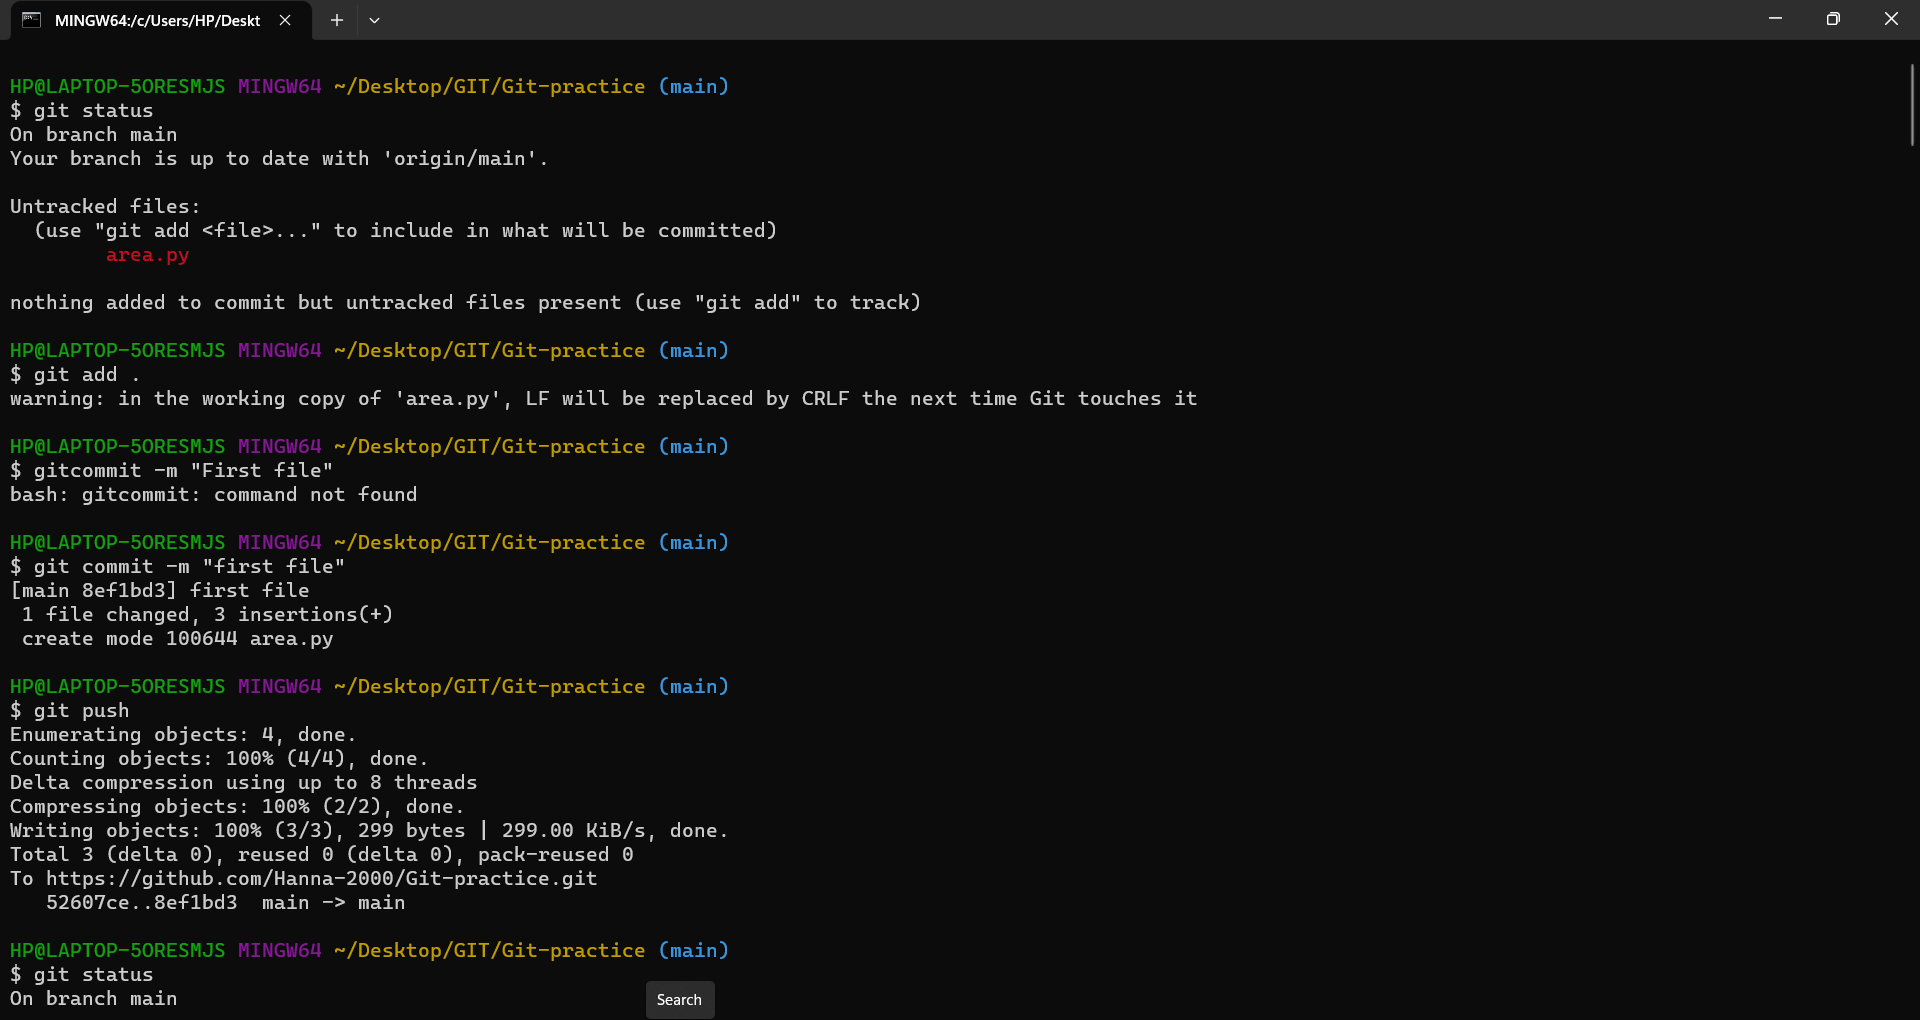 MINGW64:/c/Users/HP/Deskt
HP@LAPTOP-5ORESMJS MINGW64 ~/Desktop/GIT/Git-practice (main)
$ git status
On branch main
Your branch is up to date with 'origin/main'.
Untracked files:
  (use "git add <file>..." to include in what will be committed)
        area.py
nothing added to commit but untracked files present (use "git add" to track)
HP@LAPTOP-5ORESMJS MINGW64 ~/Desktop/GIT/Git-practice (main)
$ git add .
warning: in the working copy of 'area.py', LF will be replaced by CRLF the next time Git touches it
HP@LAPTOP-5ORESMJS MINGW64 ~/Desktop/GIT/Git-practice (main)
$ gitcommit -m "First file"
bash: gitcommit: command not found
HP@LAPTOP-5ORESMJS MINGW64 ~/Desktop/GIT/Git-practice (main)
$ git commit -m "first file"
[main 8ef1bd3] first file
 1 file changed, 3 insertions(+)
 create mode 100644 area.py
HP@LAPTOP-5ORESMJS MINGW64 ~/Desktop/GIT/Git-practice (main)
$ git push
Enumerating objects: 4, done.
Counting objects: 100% (4/4), done.
Delta compression using up to 8 threads
Compressing objects: 100% (2/2), done.
Writing objects: 100% (3/3), 299 bytes | 299.00 KiB/s, done.
Total 3 (delta 0), reused 0 (delta 0), pack-reused 0
To https://github.com/Hanna-2000/Git-practice.git
   52607ce..8ef1bd3  main -> main
HP@LAPTOP-5ORESMJS MINGW64 ~/Desktop/GIT/Git-practice (main)
$ git status
On branch main
Search